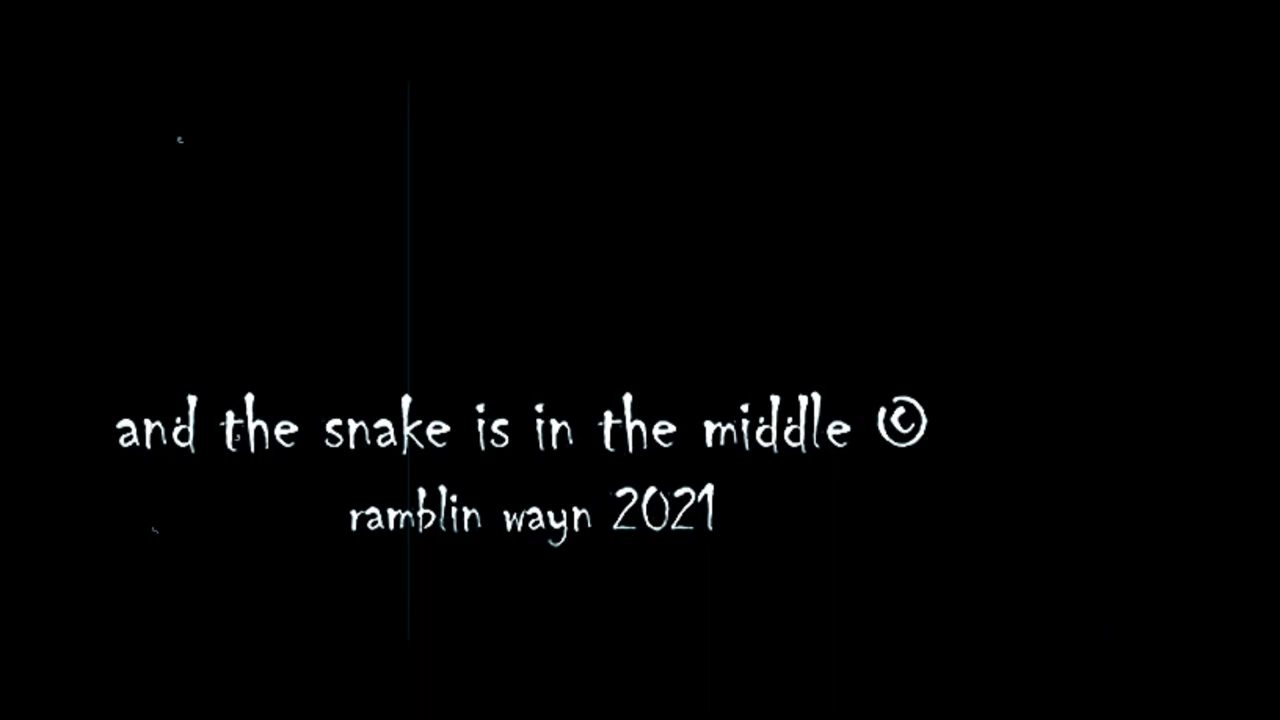 and the snake is in the middle ©
ramblin wayn 2021